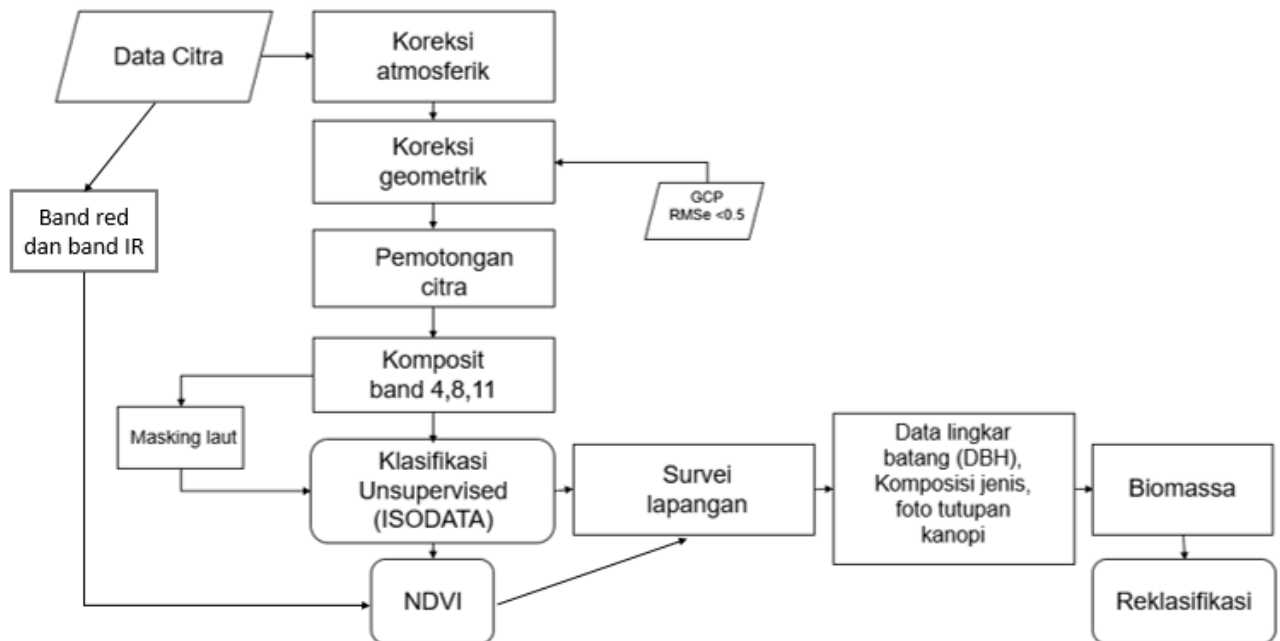 Data Citra
Koreksi
atmosferik
Koreksi
geometrik
GCP
RMSe <0.5
Band red
dan band IR
Pemotongan
citra
Komposit
band 4,8,11
Masking laut
Klasifikasi
Unsupervised
(ISODATA)
Survei
lapangan
Data lingkar
batang (DBH),
Komposisi jenis,
foto tutupan
kanopi
Biomassa
NDVI
Reklasifikasi